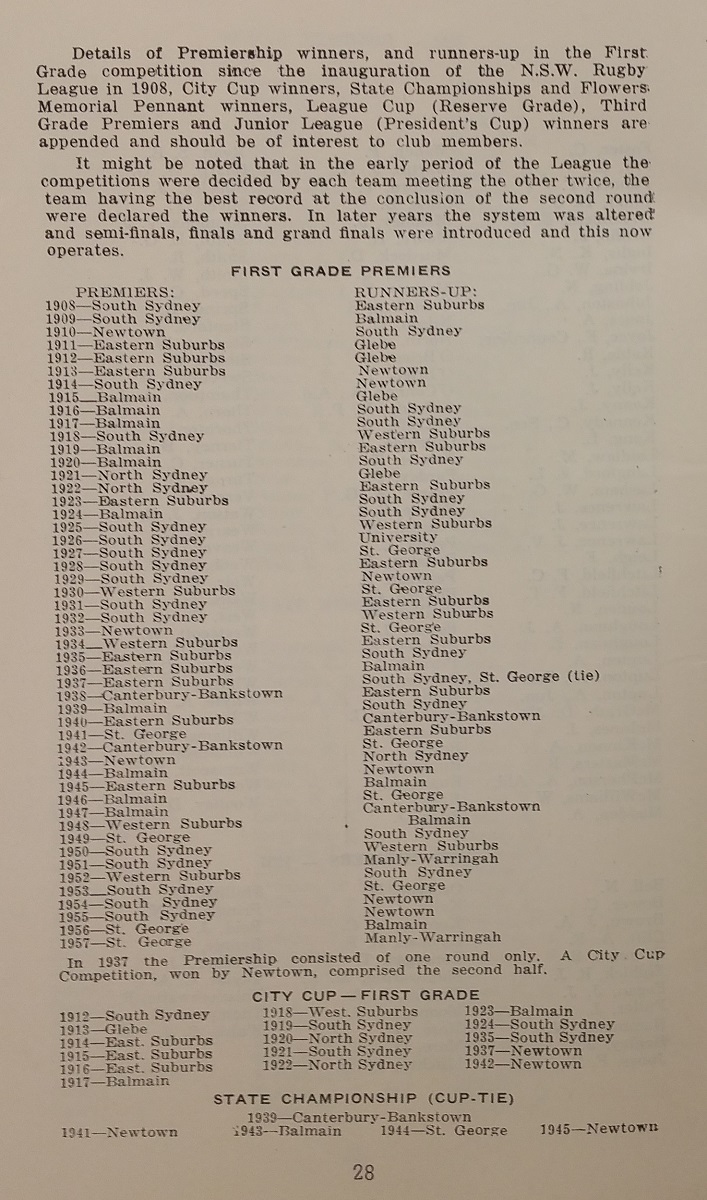 Details of Premiership winners, and runners-up in the First
Grade competition since the inauguration of the N.S.W. Rugby
League in 1908, City Cup winners, State Championships and Flowers
Memorial Pennant winners, League Cup (Reserve Grade), Third
Grade Premiers and Junior League (President's Cup) winners are
appended and should be of interest to club members.
It might be noted that in the early period of the League the
competitions were decided by each team meeting the other twice, the
team having the best record at the conclusion of the second round
were declared the winners. In later years the system was altered
and semi-finals, finals and grand finals were introduced and this now
operates.
FIRST GRADE PREMIERS
PREMIERS: RUNNERS-UP:
1908—South Sydney Eastern Suburbs
1909—South Sydney Balmain
1910—Newtown South Sydney
1911—Eastern Suburbs Glebe
1912—Eastern Suburbs Glebe
1913—Eastern Suburbs Newtown
1914—South Sydney Newtown
1915—Balmain Glebe
1916—Balmain South Sydney
1917—Balmain South Sydney
1918—South Sydney Western Suburbs
1919—Balmain Eastern Suburbs
1920—Balmain South Sydney
1921—North Sydney Glebe
1922—North Sydney Eastern Suburbs
1923—Eastern Suburbs South Sydney
1924—Balmain South Sydney
1925—South Sydney Western Suburbs
1926—South Sydney University
1927—South Sydney St. George
1928—South Sydney Eastern Suburbs
1929—South Sydney Newtown
1930—Western Suburbs St. George
1931—South Sydney Eastern Suburbs
1932—South Sydney Western Suburbs
1933—Newtown St. George
1934—Western Suburbs Eastern Suburbs
1935—Eastern Suburbs South Sydney
1936—Eastern Suburbs Balmain
1937—Eastern Suburbs South Sydney, St. George (tie)
1938—Canterbury-Bankstown Eastern Suburbs
1939—Balmain South Sydney
1940—Eastern Suburbs Canterbury-Bankstown
1941—St. George Eastern Suburbs
1942—Canterbury-Bankstown St. George
1943—Newtown North Sydney
1944—Balmain Newtown
1945—Eastern Suburbs Balmain
1946—Balmain St. George
1947—Balmain Canterbury-Bankstown
1948—Western Suburbs Balmain
1949—St. George South Sydney
1950—South Sydney Western Suburbs
1951—South Sydney Manly-Warringah
1952—Western Suburbs South Sydney
1953—South Sydney St. George
1954—South Sydney Newtown
1955—South Sydney Newtown
1956—St. George Balmain
1957—St. George Manly-Warringah
In 1937 the Premiership consisted of one round only. A City Cup
Competition, won by Newtown, comprised the second half.
CITY CUP — FIRST GRADE
1912—South Sydney 1918—West. Suburbs 1923—Balmain
1913—Glebe 1919—South Sydney 1924—South Sydney
1914—East. Suburbs 1920—North Sydney 1935—South Sydney
1915—East. Suburbs 1921—South Sydney 1937—Newtown
1916—East. Suburbs 1922—North Sydney 1942—Newtown
1917—Balmain
STATE CHAMPIONSHIP (CUP-TIE)
1939—Canterbury-Bankstown
1941—Newtown 1943—Balmain 1944—St. George 1945—Newtown
28